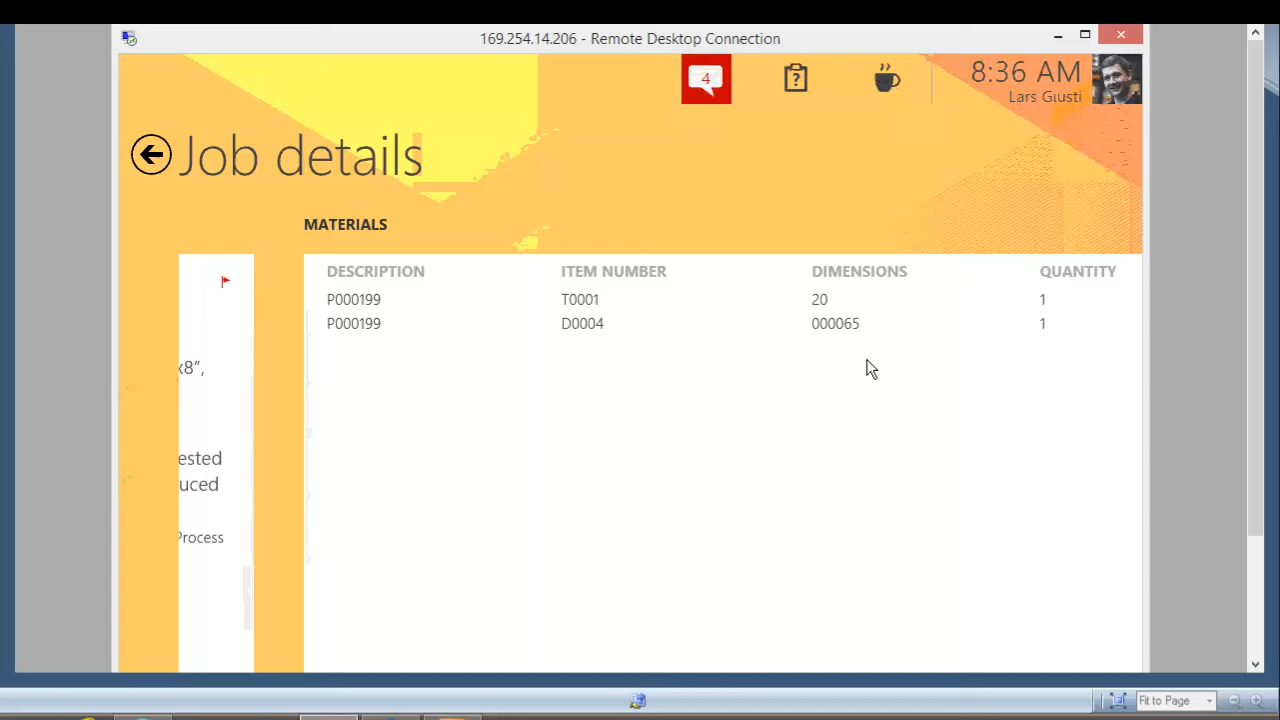 169.254.14.206 - Remote Desktop Connection
4
?
8:36 AM
Lars Giusti
Job details
MATERIALS
DESCRIPTION ITEM NUMBER DIMENSIONS QUANTITY
P000199 T0001 20 1
P000199 D0004 000065 1
x8”,
ested
uced
Process
Fit to Page